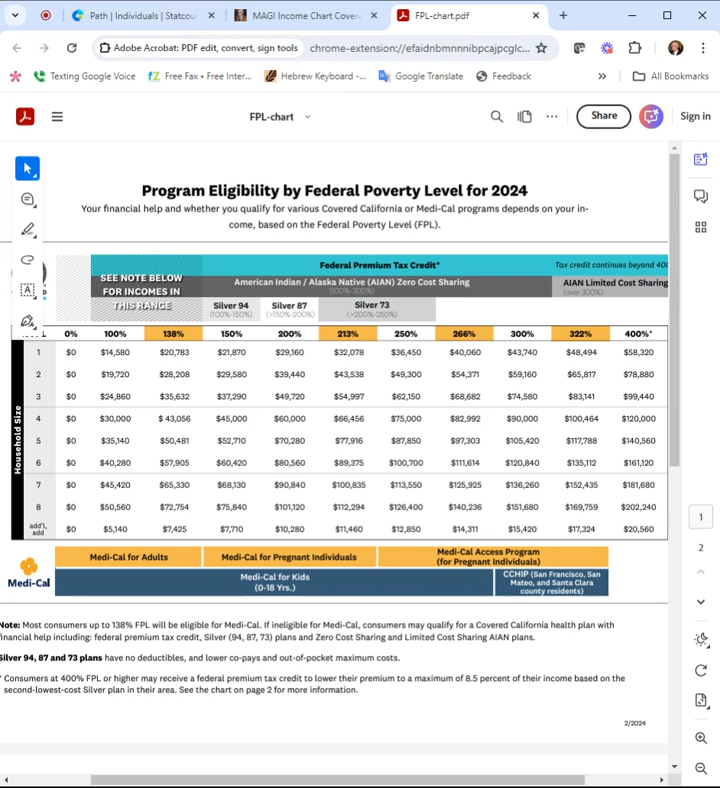 Path | Individuals | Statcou
MAGI Income Chart Covere
FPL-chart.pdf
Adobe Acrobat: PDF edit, convert, sign tools
chrome-extension://efaidnbmnnnibpcajpcglc...
Texting Google Voice
Free Fax • Free Inter...
Hebrew Keyboard -...
Google Translate
Feedback
All Bookmarks
FPL-chart
Share
Sign in
Program Eligibility by Federal Poverty Level for 2024
Your financial help and whether you qualify for various Covered California or Medi-Cal programs depends on your in-
come, based on the Federal Poverty Level (FPL).
SEE NOTE BELOW
FOR INCOMES IN
THIS RANGE
Federal Premium Tax Credit*
Tax credit continues beyond 400
American Indian / Alaska Native (AIAN) Zero Cost Sharing
(100%-300%)
AIAN Limited Cost Sharing
(over 300%)
Silver 94
(100%-150%)
Silver 87
(>150%-200%)
Silver 73
(>200%-250%)
0% 100% 138% 150% 200% 213% 250% 266% 300% 322% 400%*
Household Size
1 $0 $14,580 $20,783 $21,870 $29,160 $32,078 $36,450 $40,060 $43,740 $48,494 $58,320
2 $0 $19,720 $28,208 $29,580 $39,440 $43,538 $49,300 $54,371 $59,160 $65,817 $78,880
3 $0 $24,860 $35,632 $37,290 $49,720 $54,997 $62,150 $68,682 $74,580 $83,141 $99,440
4 $0 $30,000 $ 43,056 $45,000 $60,000 $66,456 $75,000 $82,992 $90,000 $100,464 $120,000
5 $0 $35,140 $50,481 $52,710 $70,280 $77,916 $87,850 $97,303 $105,420 $117,788 $140,560
6 $0 $40,280 $57,905 $60,420 $80,560 $89,375 $100,700 $111,614 $120,840 $135,112 $161,120
7 $0 $45,420 $65,330 $68,130 $90,840 $100,835 $113,550 $125,925 $136,260 $152,435 $181,680
8 $0 $50,560 $72,754 $75,840 $101,120 $112,294 $126,400 $140,236 $151,680 $169,759 $202,240
add'l, add $0 $5,140 $7,425 $7,710 $10,280 $11,460 $12,850 $14,311 $15,420 $17,324 $20,560
Medi-Cal
Medi-Cal for Adults
Medi-Cal for Pregnant Individuals
Medi-Cal Access Program
(for Pregnant Individuals)
Medi-Cal for Kids
(0-18 Yrs.)
CCHIP (San Francisco, San
Mateo, and Santa Clara
county residents)
Note: Most consumers up to 138% FPL will be eligible for Medi-Cal. If ineligible for Medi-Cal, consumers may qualify for a Covered California health plan with
financial help including: federal premium tax credit, Silver (94, 87, 73) plans and Zero Cost Sharing and Limited Cost Sharing AIAN plans.
Silver 94, 87 and 73 plans have no deductibles, and lower co-pays and out-of-pocket maximum costs.
* Consumers at 400% FPL or higher may receive a federal premium tax credit to lower their premium to a maximum of 8.5 percent of their income based on the
second-lowest-cost Silver plan in their area. See the chart on page 2 for more information.
2/2024
1
2